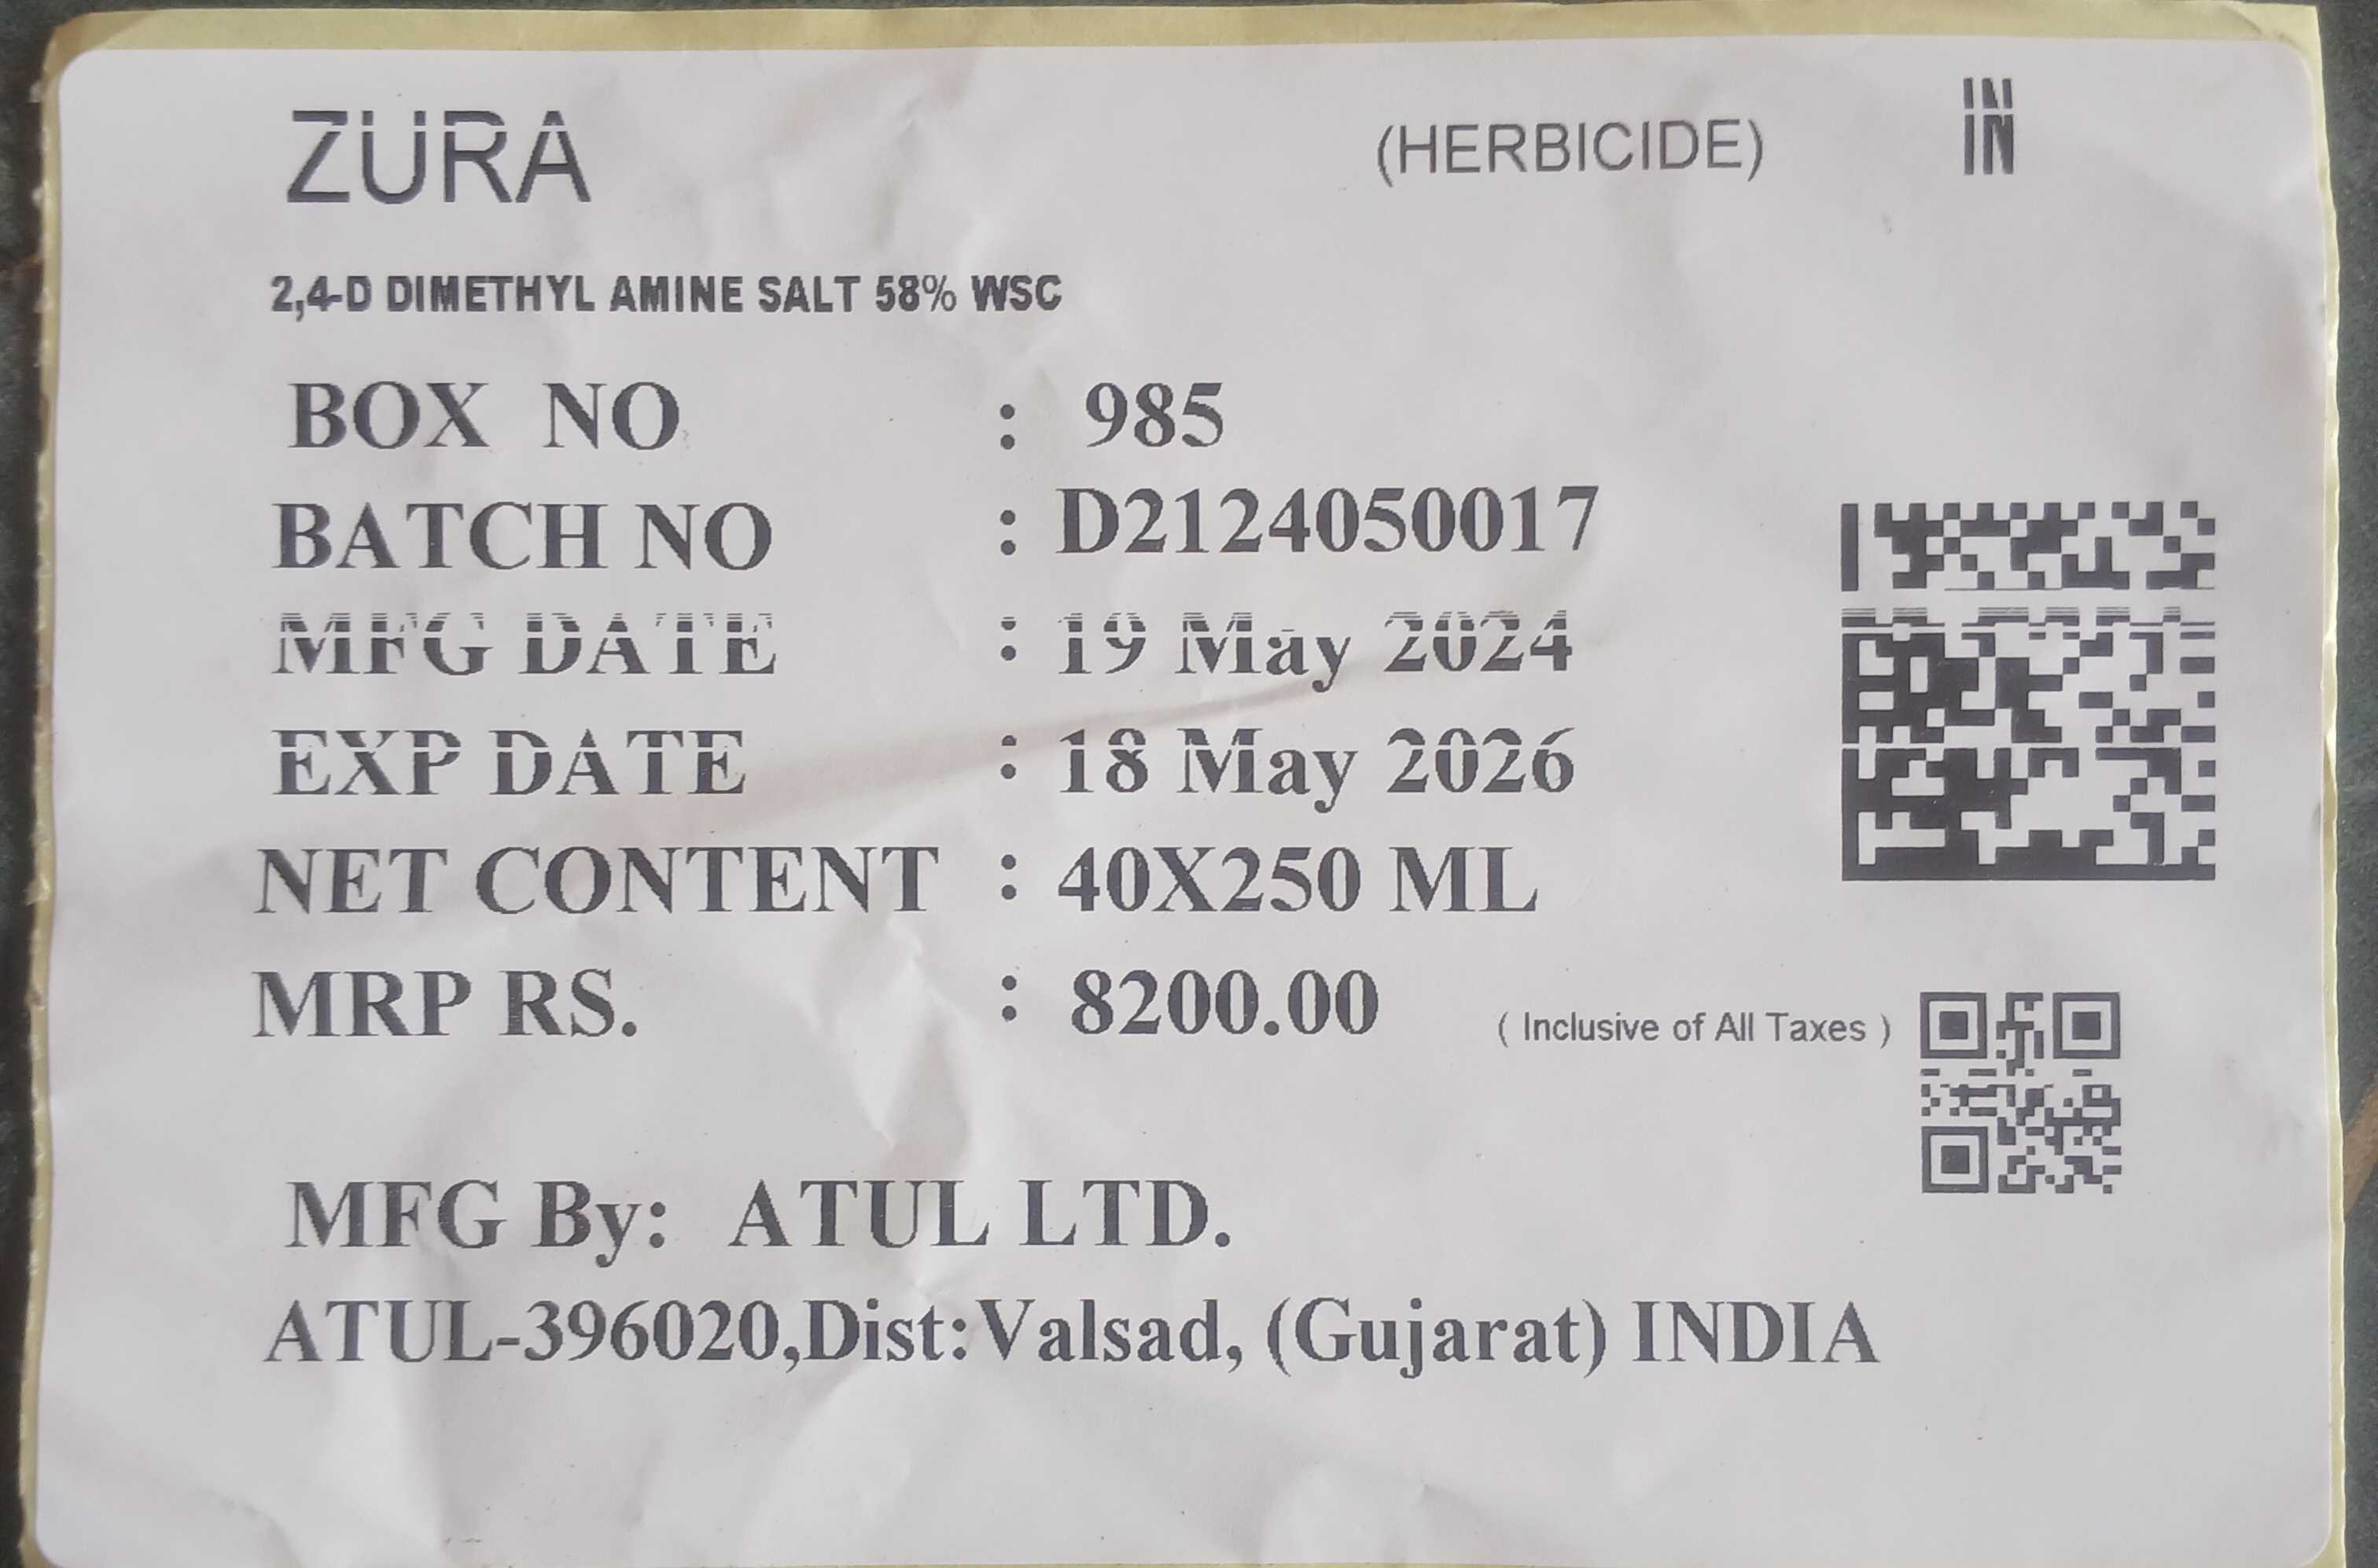 ZURA (HERBICIDE) IN
2,4-D DIMETHYL AMINE SALT 58% WSC
BOX NO : 985
BATCH NO : D2124050017
MFG DATE : 19 May 2024
EXP DATE : 18 May 2026
NET CONTENT : 40X250 ML
MRP RS. : 8200.00 ( Inclusive of All Taxes )
MFG By: ATUL LTD.
ATUL-396020,Dist:Valsad, (Gujarat) INDIA